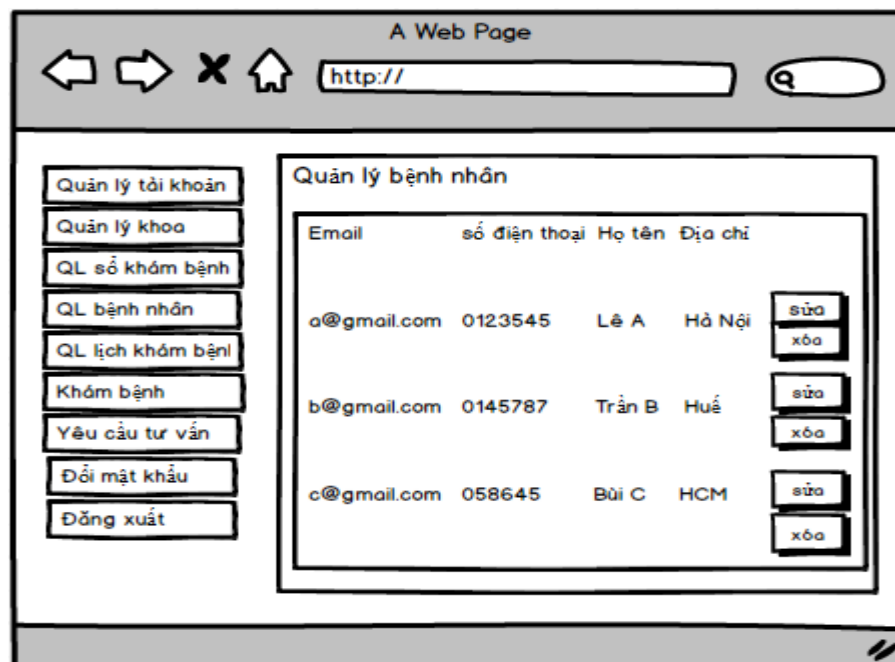 A Web Page
http://
Quản lý tài khoản
Quản lý khoa
QL sổ khám bệnh
QL bệnh nhân
QL lịch khám bện
Khám bệnh
Yêu cầu tư vấn
Đổi mật khẩu
Đăng xuất
Quản lý bệnh nhân
Email số điện thoại Họ tên Địa chỉ
a@gmail.com 0123545 Lê A Hà Nội sửa
xóa
b@gmail.com 0145787 Trần B Huế sửa
xóa
c@gmail.com 058645 Bùi C HCM sửa
xóa